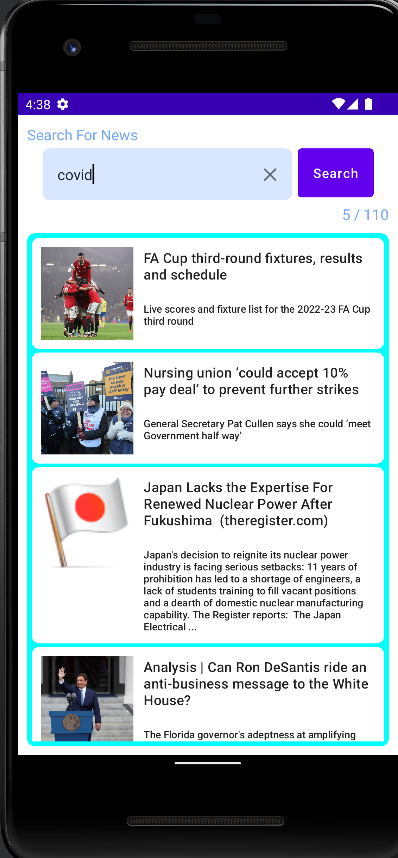 4:38
Search For News
covid
Search
5 / 110
FA Cup third-round fixtures, results
and schedule
Live scores and fixture list for the 2022-23 FA Cup
third round
Nursing union ‘could accept 10%
pay deal’ to prevent further strikes
General Secretary Pat Cullen says she could ‘meet
Government half way’
Japan Lacks the Expertise For
Renewed Nuclear Power After
Fukushima (theregister.com)
Japan's decision to reignite its nuclear power
industry is facing serious setbacks: 11 years of
prohibition has led to a shortage of engineers, a
lack of students training to fill vacant positions
and a dearth of domestic nuclear manufacturing
capability. The Register reports: The Japan
Electrical ...
Analysis | Can Ron DeSantis ride an
anti-business message to the White
House?
The Florida governor's adeptness at amplifying